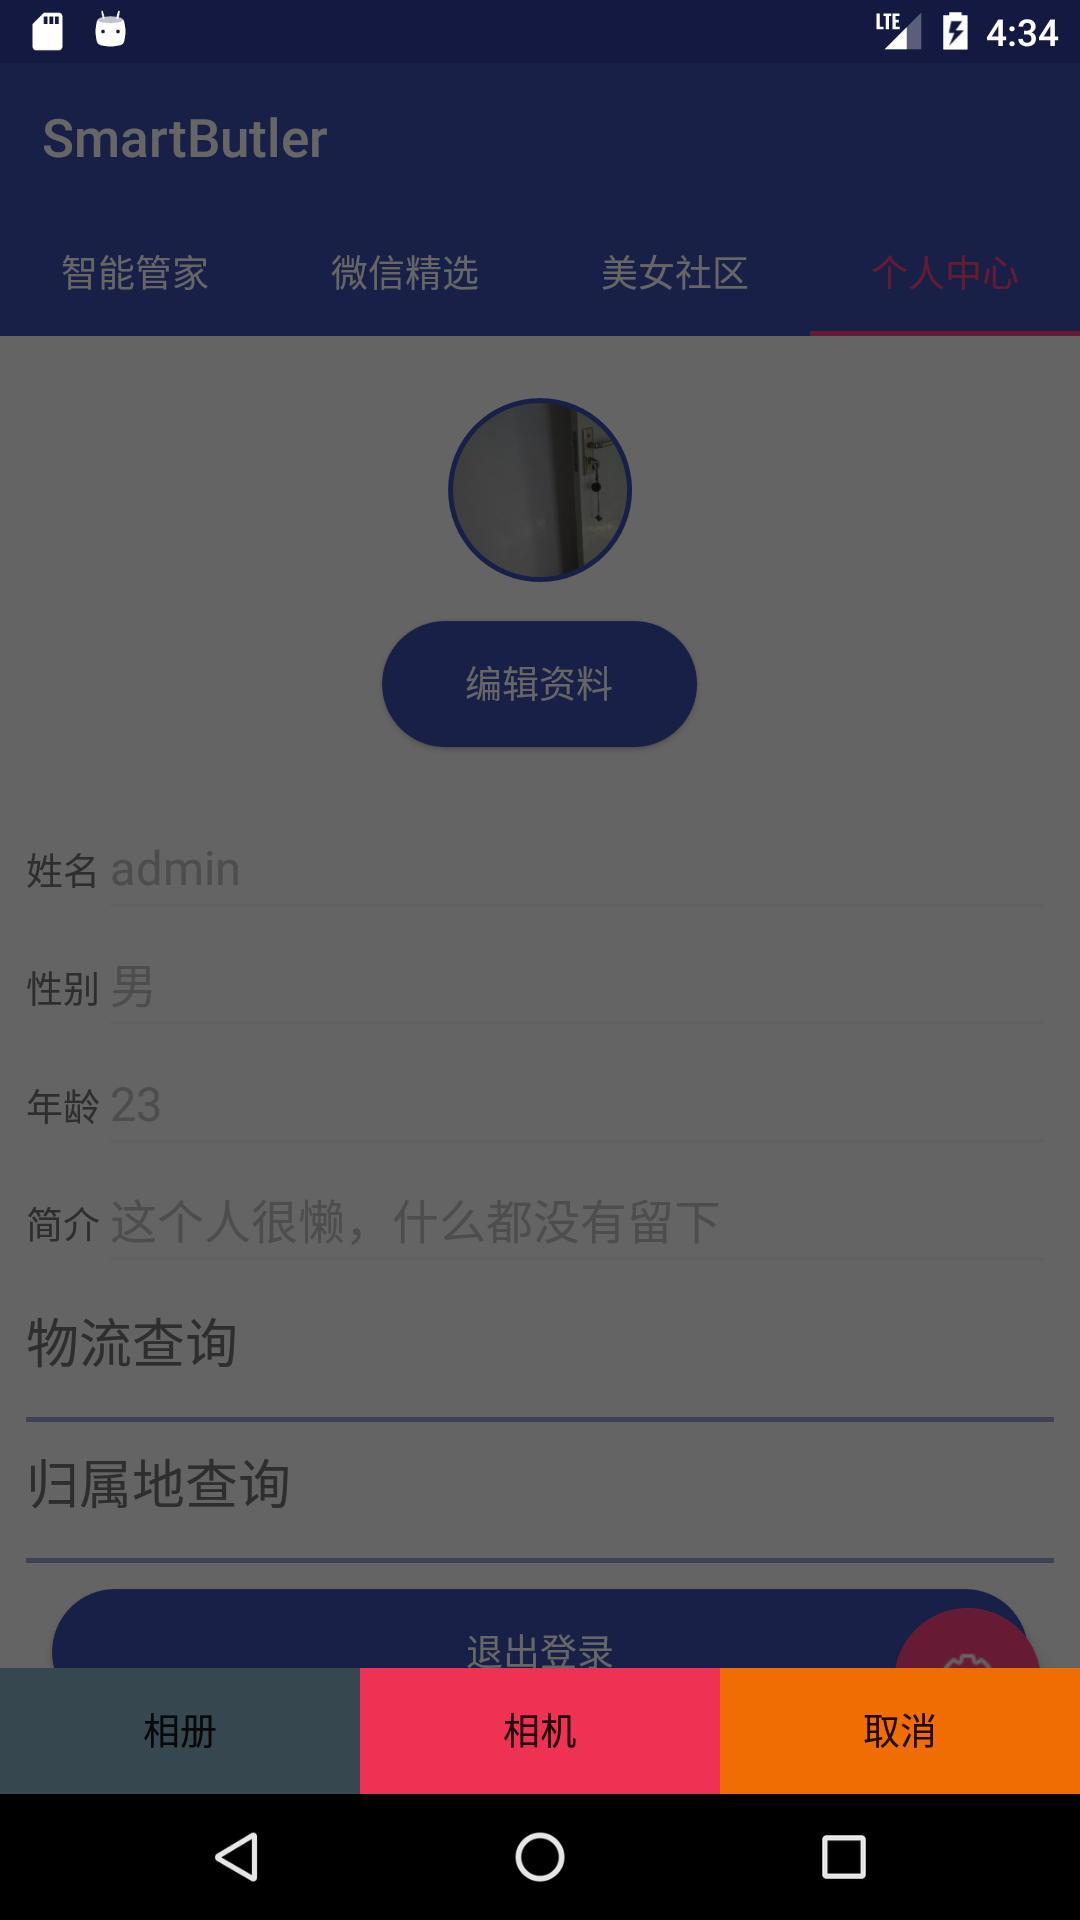 LTE 4:34
SmartButler
智能管家 微信精选 美女社区 个人中心
编辑资料
姓名 admin
性别 男
年龄 23
简介 这个人很懒，什么都没有留下
物流查询
归属地查询
退出登录
相册 相机 取消